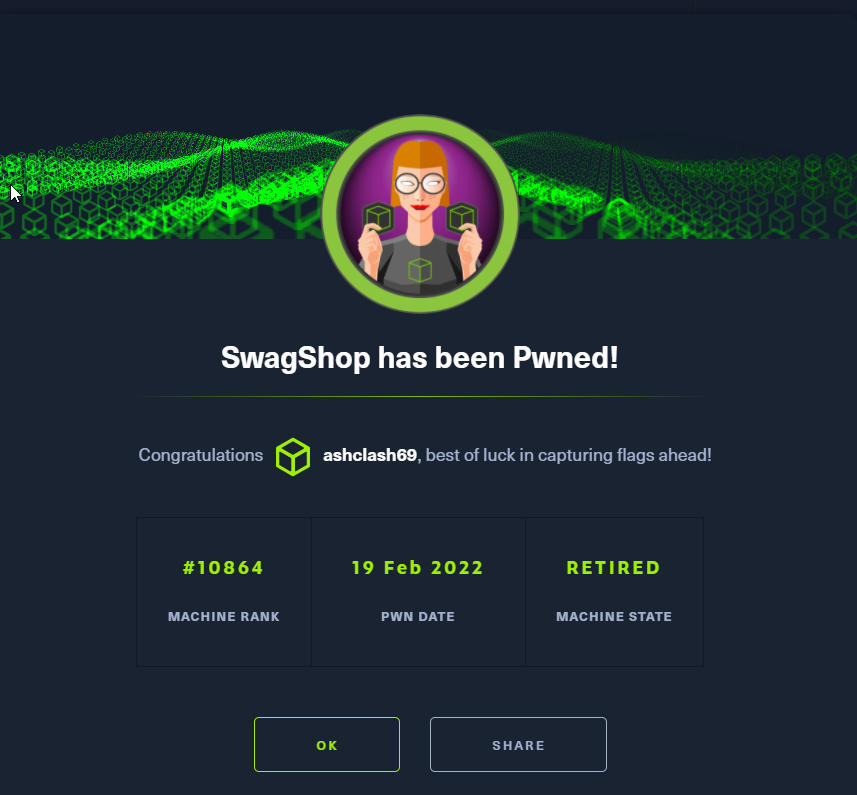 SwagShop has been Pwned!
Congratulations ashclash69, best of luck in capturing flags ahead!
#10864 19 Feb 2022 RETIRED
MACHINE RANK PWN DATE MACHINE STATE
OK SHARE